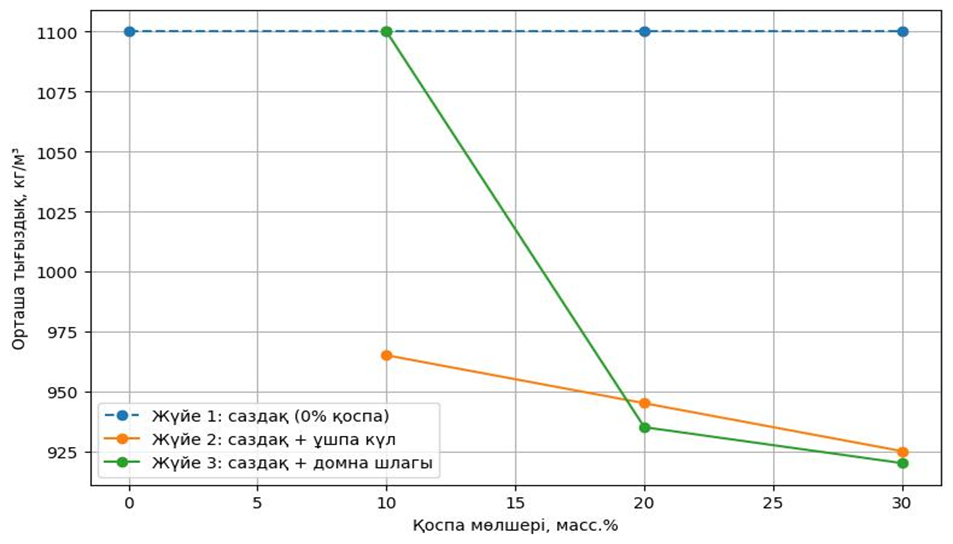 1100
1075
1050
1025
1000
975
950
925
Орташа тығыздық, кг/м³
Жүйе 1: саздақ (0% қоспа)
Жүйе 2: саздақ + ұшпа күл
Жүйе 3: саздақ + домна шлагы
0 5 10 15 20 25 30
Қоспа мөлшері, масс.%